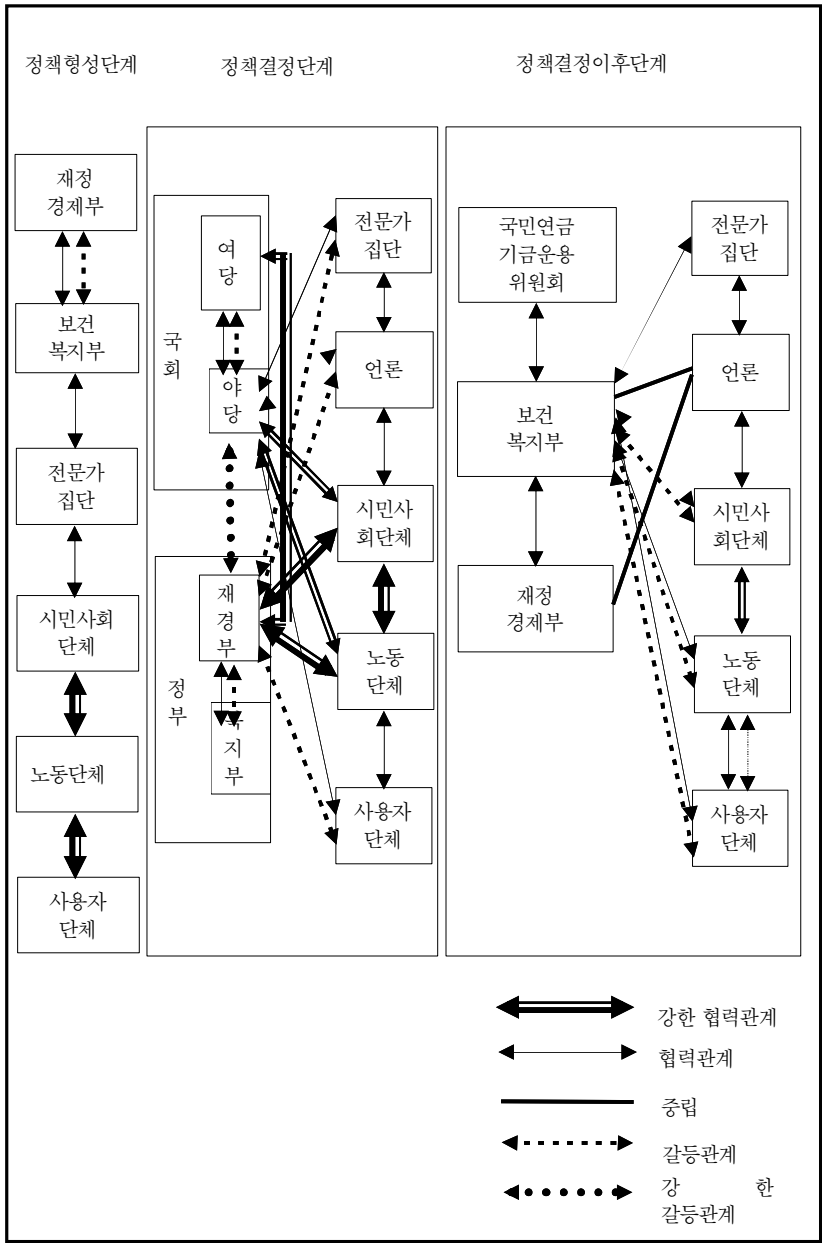 정책형성단계
정책결정단계
정책결정이후단계
재정
경제부
보건
복지부
전문가
집단
시민사회
단체
노동단체
사용자
단체
국
회
여
당
야
당
정
부
재
경
부
복
지
부
전문가
집단
언론
시민사
회단체
노동
단체
사용자
단체
국민연금
기금운용
위원회
보건
복지부
재정
경제부
전문가
집단
언론
시민사
회단체
노동
단체
사용자
단체
강한 협력관계
협력관계
중립
갈등관계
강 한
갈등관계